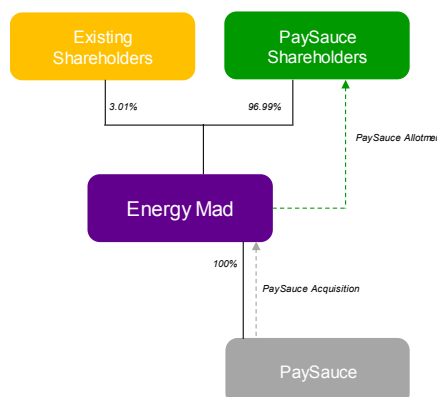 Existing
Shareholders
PaySauce
Shareholders
3.01%
96.99%
PaySauce Allotmen
Energy Mad
100%
PaySauce Acquisition
PaySauce